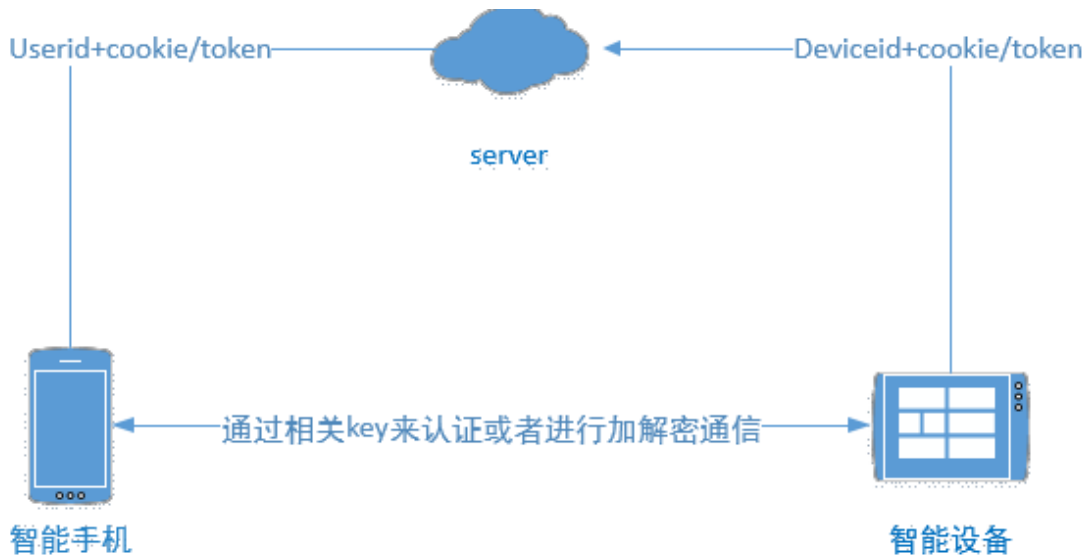 Userid+cookie/token
Deviceid+cookie/token
server
通过相关key来认证或者进行加解密通信
智能手机
智能设备